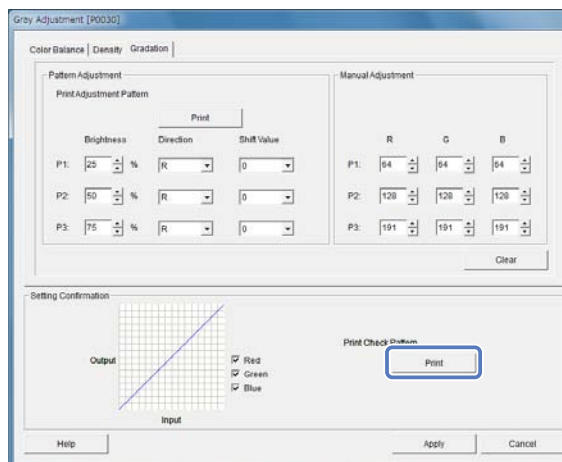 Gray Adjustment [P0030]
Color Balance Density Gradation
Pattern Adjustment
Print Adjustment Pattern
Print
Brightness Direction Shift Value
P1: 25 % R 0
P2: 50 % R 0
P3: 75 % R 0
Manual Adjustment
R G B
P1: 64 64 64
P2: 128 128 128
P3: 191 191 191
Clear
Setting Confirmation
Output
Input
Red
Green
Blue
Print Check Pattern
Print
Help Apply Cancel